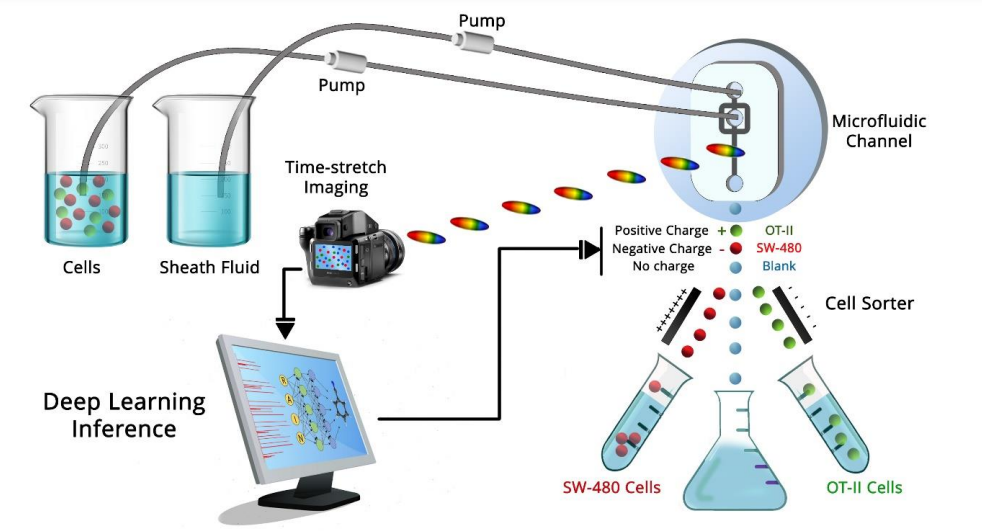 Pump
Pump
Microfluidic
Channel
Time-stretch
Imaging
Cells
Sheath Fluid
Positive Charge + OT-II
Negative Charge - SW-480
No charge Blank
Cell Sorter
Deep Learning
Inference
SW-480 Cells
OT-II Cells